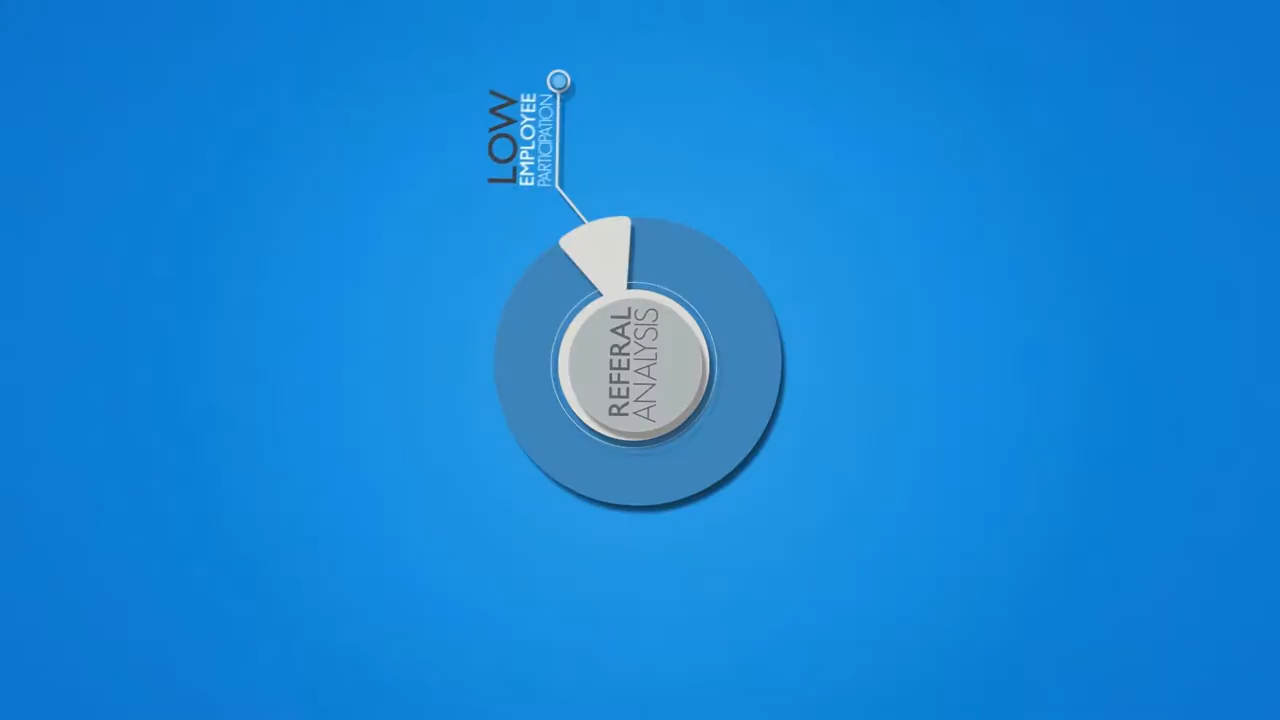 LOW
EMPLOYEE
PARTICIPATION
REFERAL
ANALYSIS